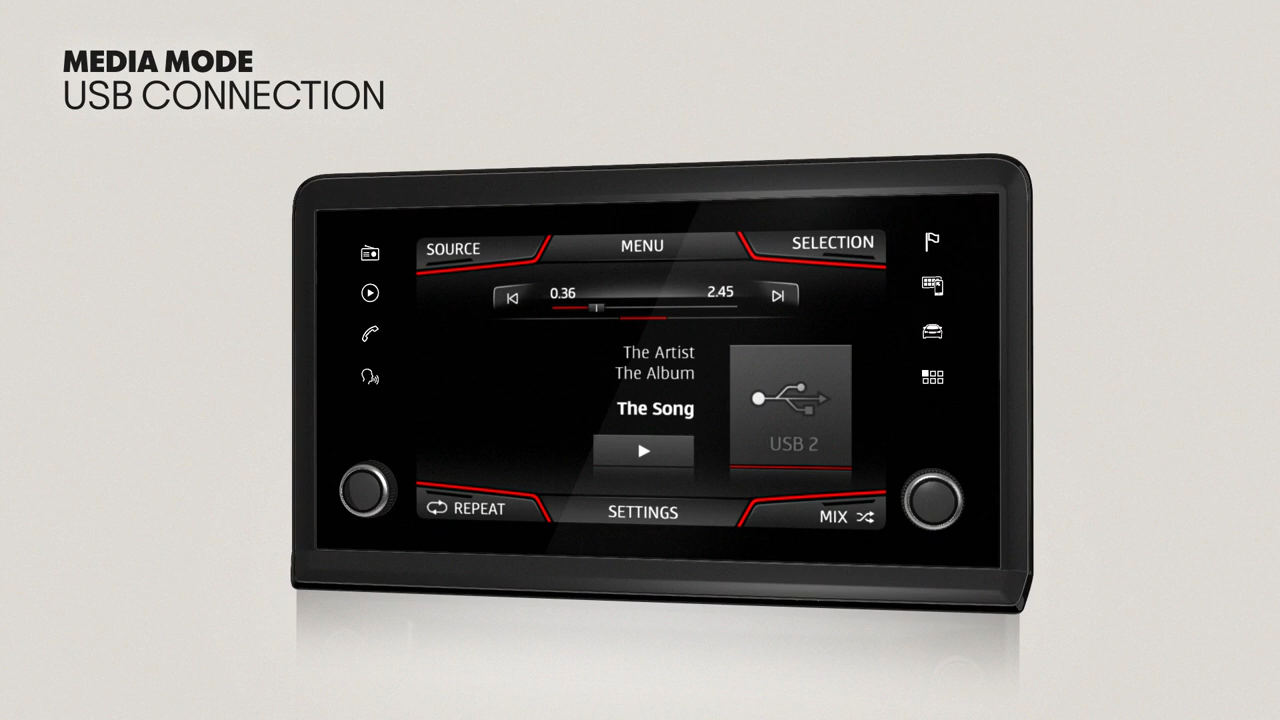 MEDIA MODE
USB CONNECTION
SOURCE
MENU
SELECTION
0.36
2.45
The Artist
The Album
The Song
USB 2
REPEAT
SETTINGS
MIX